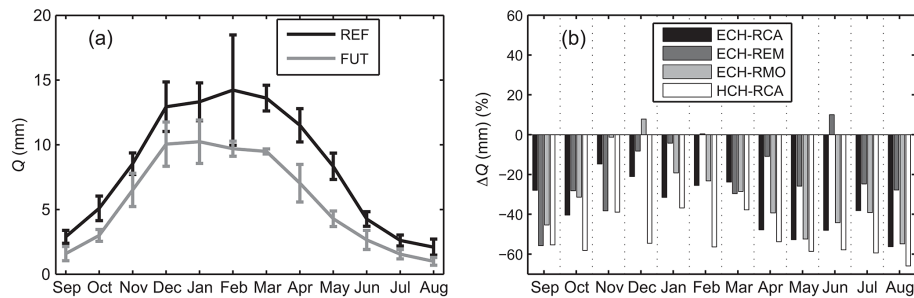 (a)
REF
FUT
Q (mm)
20
15
10
5
0
Sep Oct Nov Dec Jan Feb Mar Apr May Jun Jul Aug
(b)
ECH-RCA
ECH-REM
ECH-RMO
HCH-RCA
ΔQ (mm) (%)
60
40
20
0
−20
−40
−60
Sep Oct Nov Dec Jan Feb Mar Apr May Jun Jul Aug